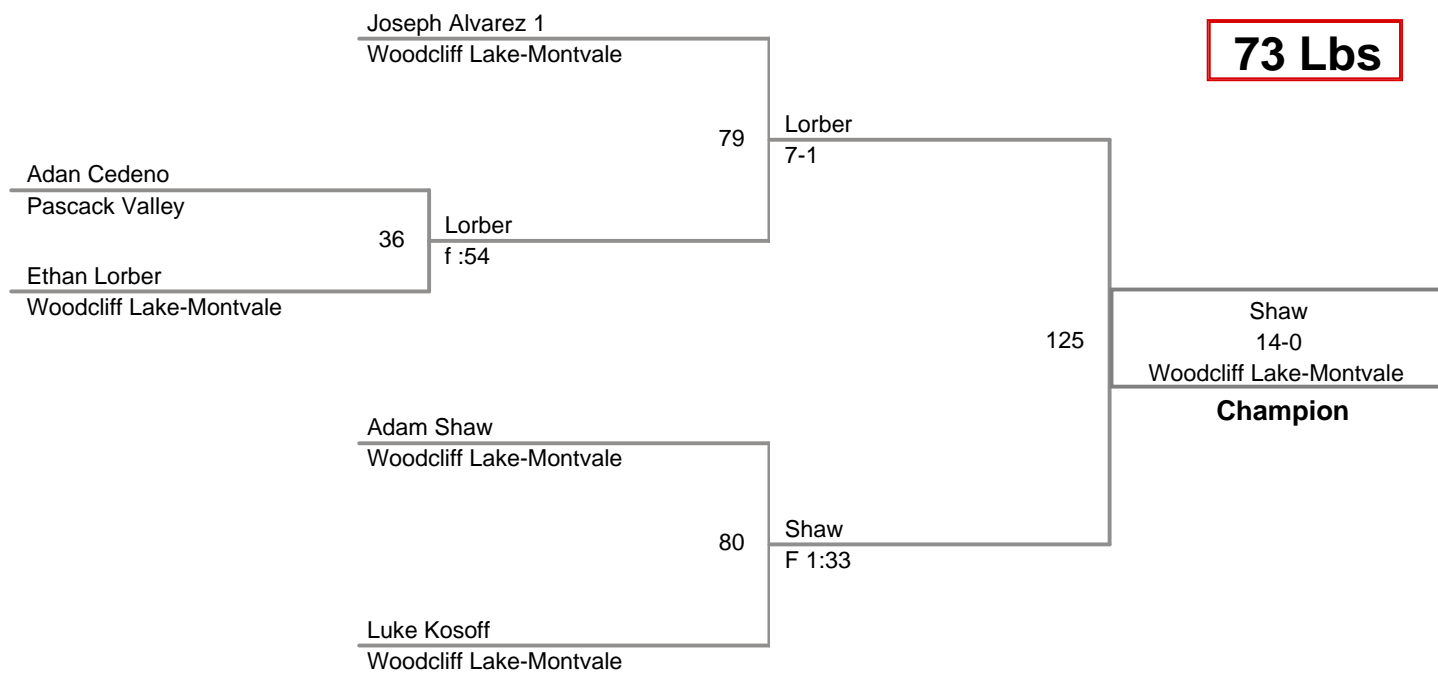 Joseph Alvarez 1
Woodcliff Lake-Montvale
73 Lbs
79
Lorber
7-1
Adan Cedeno
Pascack Valley
36
Lorber
f :54
Ethan Lorber
Woodcliff Lake-Montvale
125
Shaw
14-0
Woodcliff Lake-Montvale
Champion
Adam Shaw
Woodcliff Lake-Montvale
80
Shaw
F 1:33
Luke Kosoff
Woodcliff Lake-Montvale